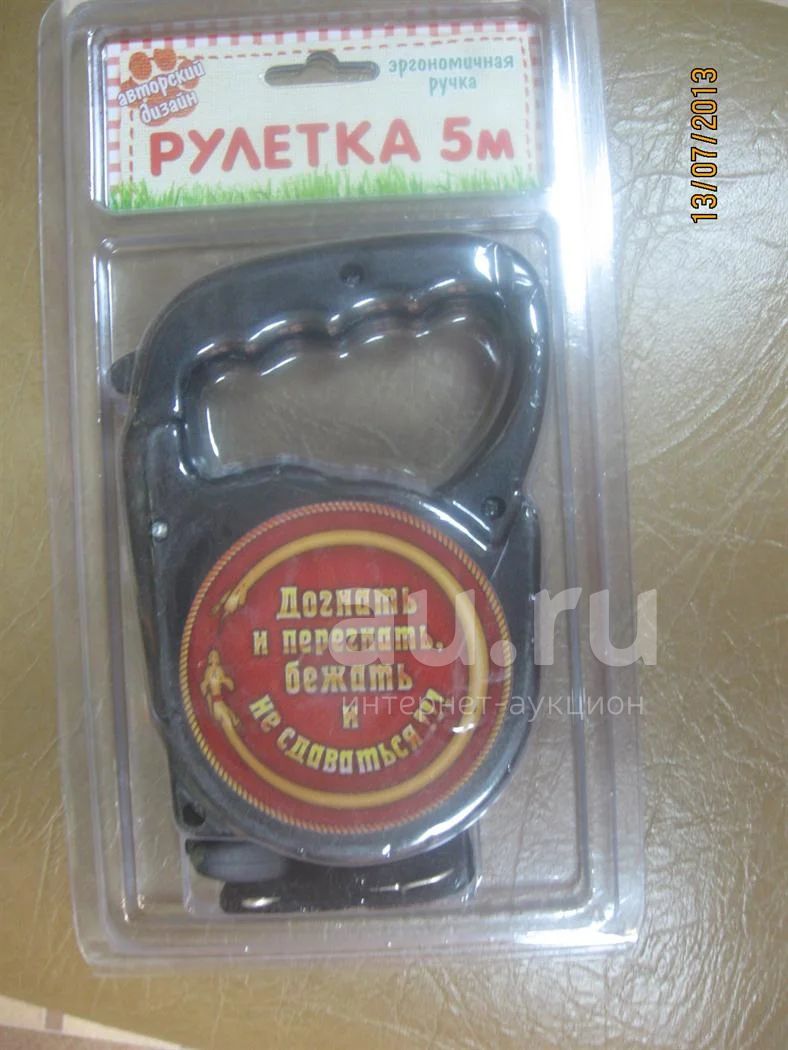 авторский
дизайн
эргономичная
ручка
РУЛЕТКА 5м
13/07/2013
Догнать
и перегнать,
бежать
и
не сдаваться!!!
au.ru
интернет-аукцион